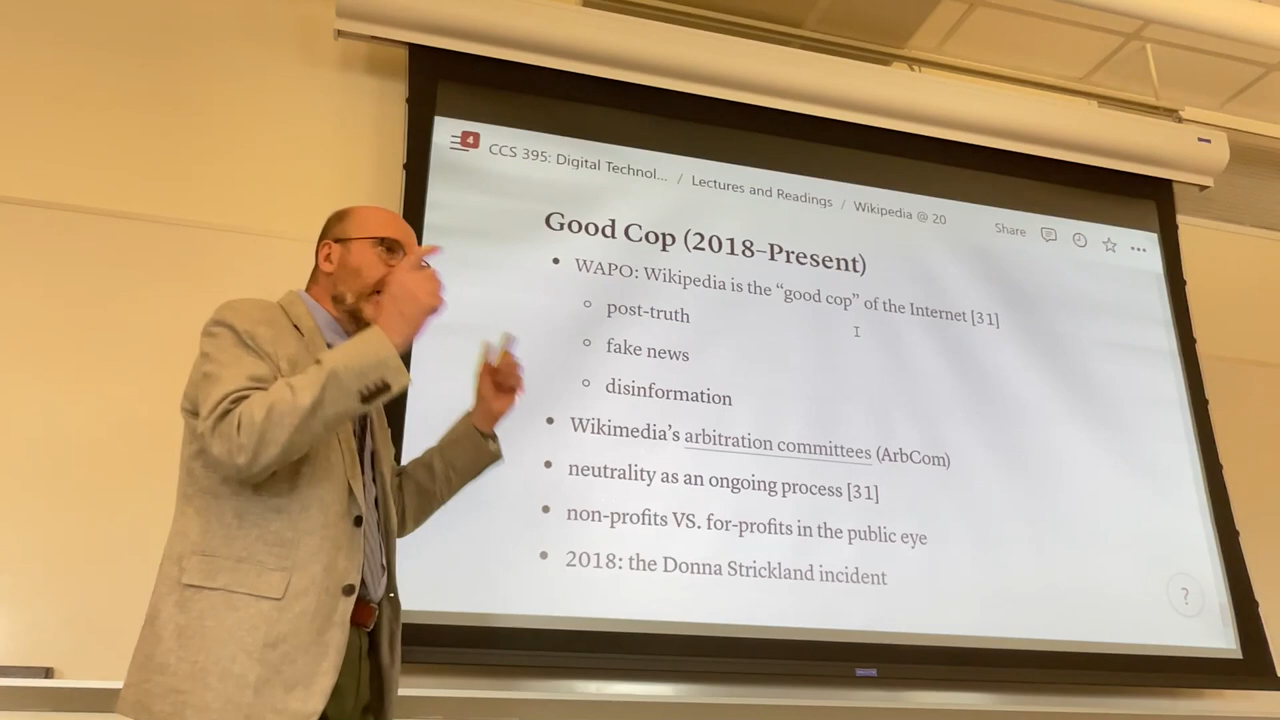 4
CCS 395: Digital Technol... / Lectures and Readings / Wikipedia @ 20
Share
Good Cop (2018–Present)
• WAPO: Wikipedia is the “good cop” of the Internet [31]
◦ post-truth
◦ fake news
◦ disinformation
• Wikimedia’s arbitration committees (ArbCom)
• neutrality as an ongoing process [31]
• non-profits VS. for-profits in the public eye
• 2018: the Donna Strickland incident
?